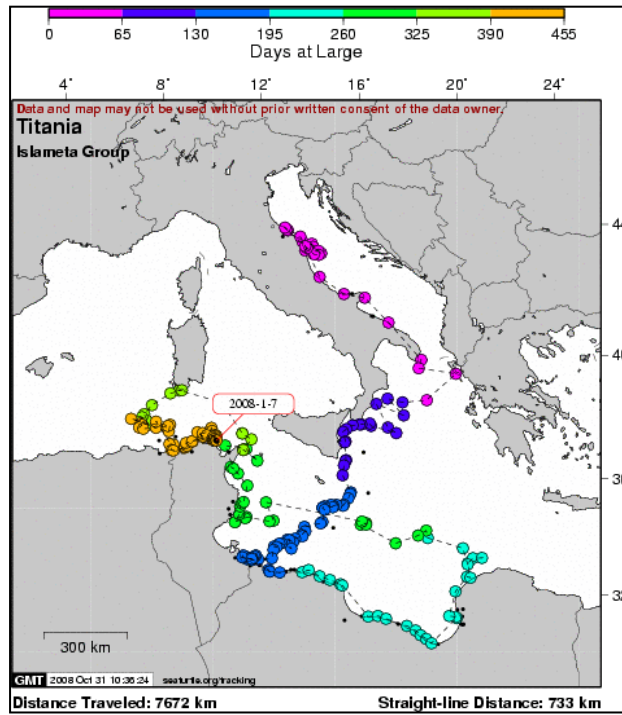 0 65 130 195 260 325 390 455
Days at Large
4° 8° 12° 16° 20° 24°
Data and map may not be used without prior written consent of the data owner.
Titania
Islameta Group
44
40
2008-1-7
32
300 km
GMT 2008 Oct 31 10:36:24 seaturtle.org/tracking
Distance Traveled: 7672 km Straight-line Distance: 733 km